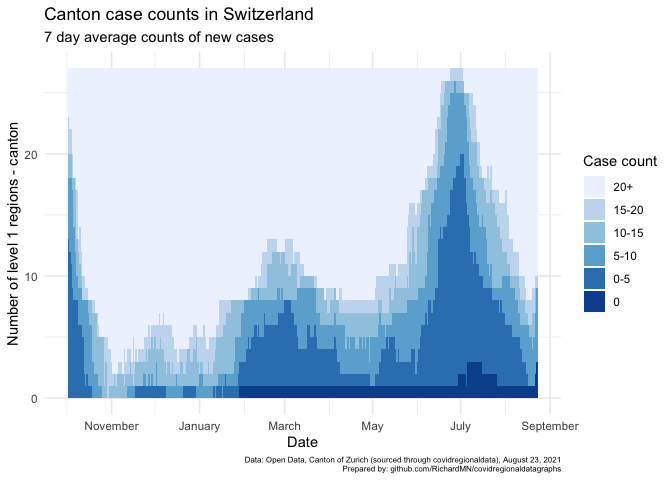 Canton case counts in Switzerland
7 day average counts of new cases
Number of level 1 regions - canton
20
10
0
November
January
March
May
July
September
Date
Case count
20+
15-20
10-15
5-10
0-5
0
Data: Open Data, Canton of Zurich (sourced through covidregionaldata), August 23, 2021
Prepared by: github.com/RichardMN/covidregionaldatagraphs